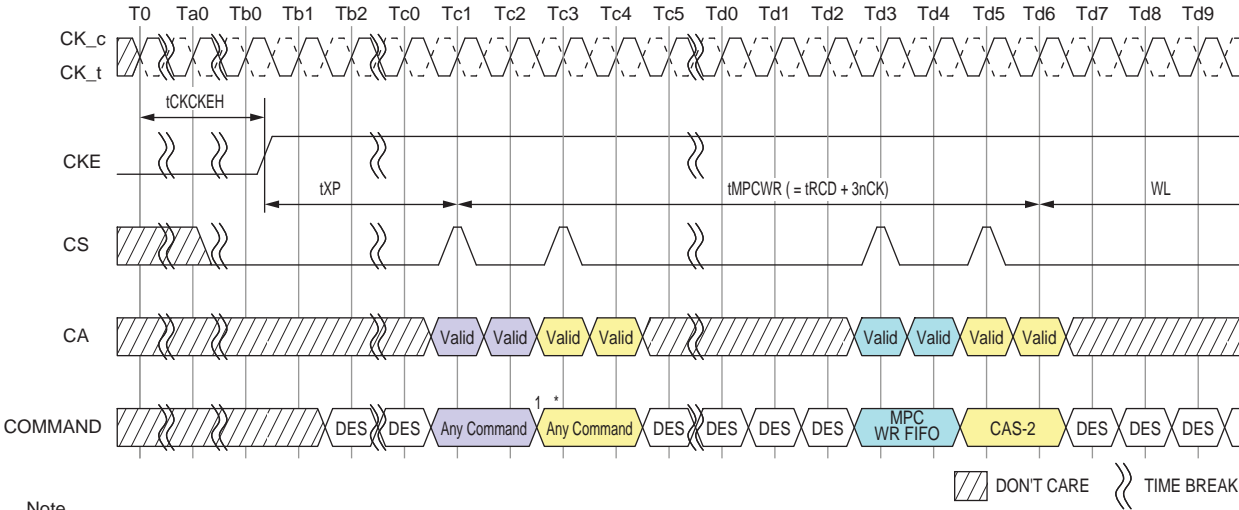 T0 Ta0 Tb0 Tb1 Tb2 Tc0 Tc1 Tc2 Tc3 Tc4 Tc5 Td0 Td1 Td2 Td3 Td4 Td5 Td6 Td7 Td8 Td9
CK_c
CK_t
tCKCKEH
CKE
tXP tMPCWR ( = tRCD + 3nCK) WL
CS
CA Valid Valid Valid Valid Valid Valid Valid Valid
1 *
COMMAND DES DES Any Command Any Command DES DES DES DES MPC WR FIFO CAS-2 DES DES DES
DON'T CARE TIME BREAK
Note